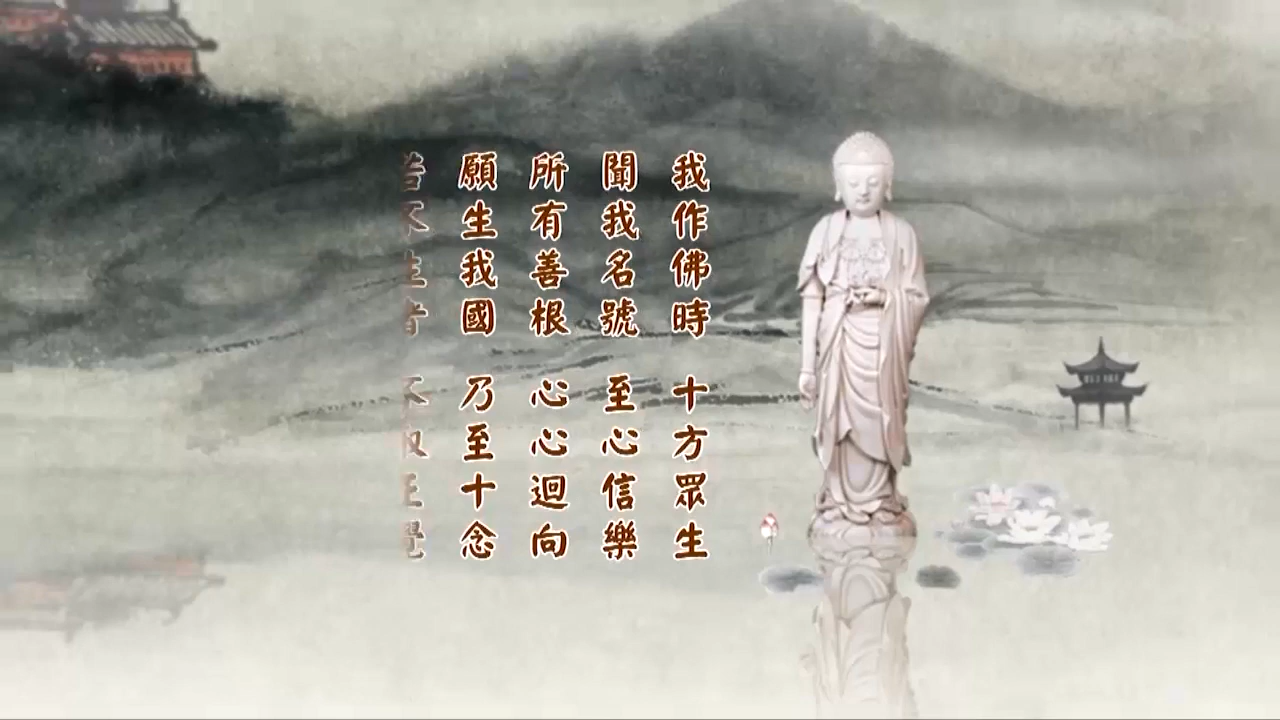 我作佛時 十方眾生
聞我名號 至心信樂
所有善根 心心迴向
願生我國 乃至十念